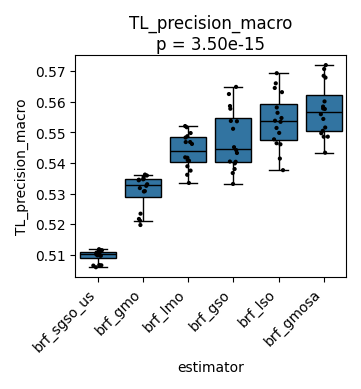 TL_precision_macro
p = 3.50e-15
TL_precision_macro
0.57
0.56
0.55
0.54
0.53
0.52
0.51
brf_sgso_us
brf_gmo
brf_lmo
brf_gso
brf_lso
brf_gmosa
estimator